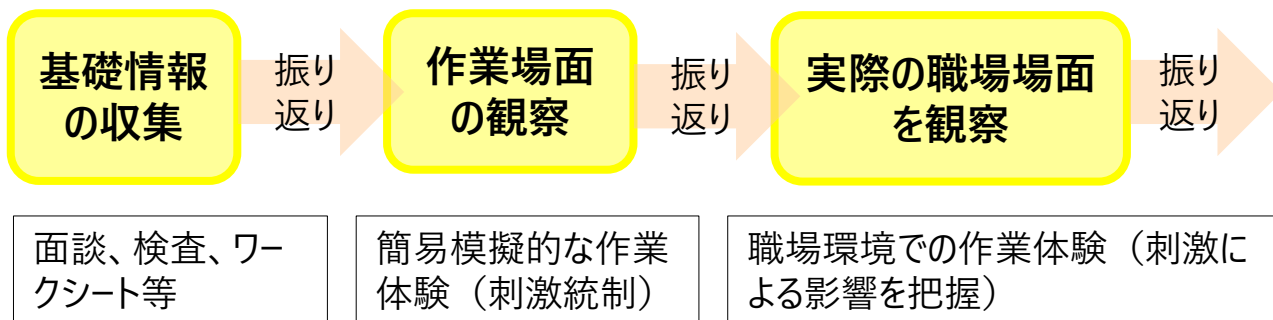 基礎情報
の収集
振り
返り
作業場面
の観察
振り
返り
実際の職場場面
を観察
振り
返り
面談、検査、ワー
クシート等
簡易模擬的な作業
体験（刺激統制）
職場環境での作業体験（刺激に
よる影響を把握）